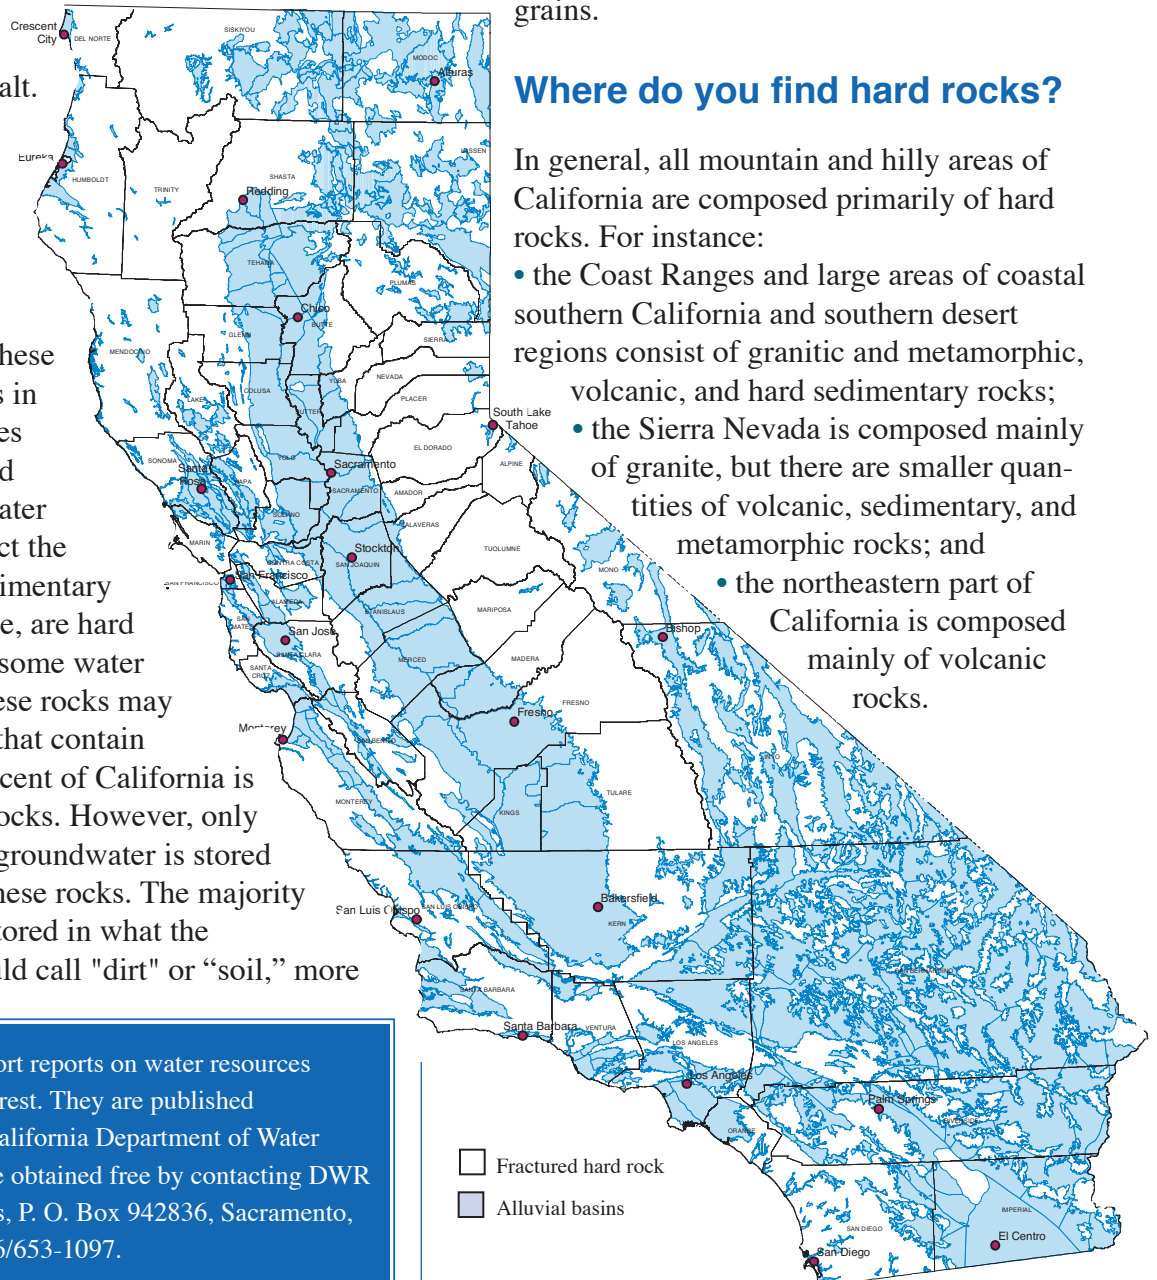 grains.
Where do you find hard rocks?
In general, all mountain and hilly areas of
California are composed primarily of hard
rocks. For instance:
• the Coast Ranges and large areas of coastal
southern California and southern desert
regions consist of granitic and metamorphic,
volcanic, and hard sedimentary rocks;
• the Sierra Nevada is composed mainly
of granite, but there are smaller quan-
tities of volcanic, sedimentary, and
metamorphic rocks; and
• the northeastern part of
California is composed
mainly of volcanic
rocks.
alt.
hese
s in
es
d
ater
ct the
imentary
e, are hard
some water
ese rocks may
that contain
cent of California is
ocks. However, only
groundwater is stored
hese rocks. The majority
tored in what the
ld call "dirt" or “soil,” more
ort reports on water resources
rest. They are published
alifornia Department of Water
e obtained free by contacting DWR
s, P. O. Box 942836, Sacramento,
6/653-1097.
Crescent
City
DEL NORTE
SISKIYOU
MODOC
Alturas
Eureka
HUMBOLDT
TRINITY
SHASTA
LASSEN
Redding
TEHAMA
PLUMAS
Chico
BUTTE
GLENN
SIERRA
MENDOCINO
YUBA
NEVADA
COLUSA
LAKE
PLACER
SUTTER
South Lake
Tahoe
EL DORADO
SONOMA
YOLO
ALPINE
Santa
Rosa
NAPA
Sacramento
SACRAMENTO
AMADOR
SOLANO
CALAVERAS
MARIN
Stockton
TUOLUMNE
CONTRA COSTA
SAN JOAQUIN
MONO
SAN FRANCISCO
San Francisco
ALAMEDA
STANISLAUS
MARIPOSA
SAN
MATEO
San Jose
Bishop
SANTA CLARA
MERCED
MADERA
SANTA
CRUZ
FRESNO
Fresno
Monterey
SAN BENITO
INYO
MONTEREY
KINGS
TULARE
San Luis Obispo
SAN LUIS OBISPO
Bakersfield
KERN
SAN BERNARDINO
SANTA BARBARA
Santa Barbara
VENTURA
LOS ANGELES
Los Angeles
Palm Springs
RIVERSIDE
ORANGE
Fractured hard rock
Alluvial basins
IMPERIAL
SAN DIEGO
El Centro
San Diego